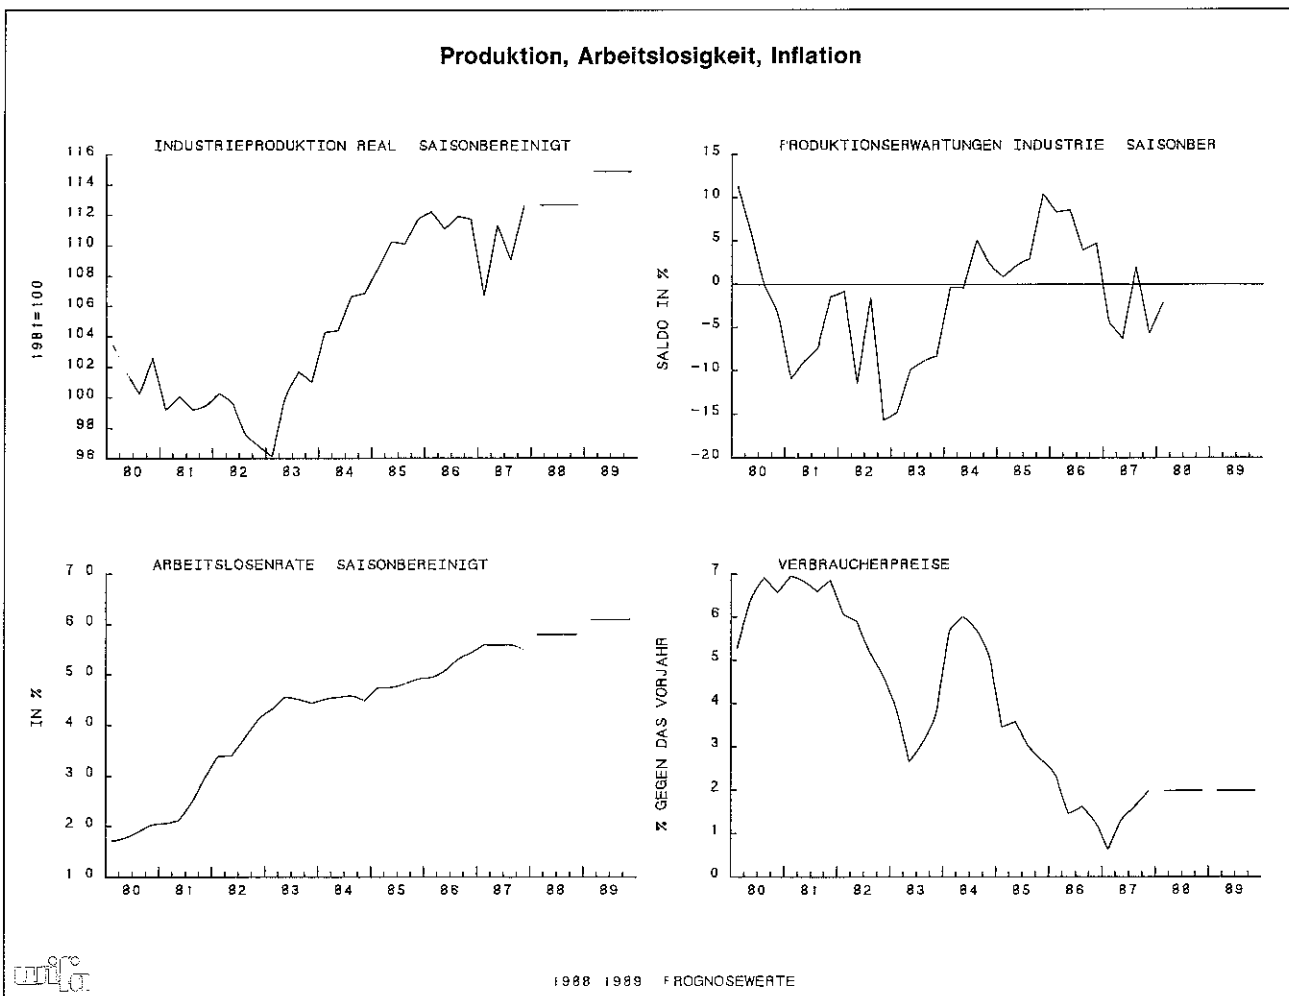 Produktion, Arbeitslosigkeit, Inflation
INDUSTRIEPRODUKTION REAL SAISONBEREINIGT
1981=100
116
114
112
110
108
106
104
102
100
98
96
80 81 82 83 84 85 86 87 88 89
PRODUKTIONSERWARTUNGEN INDUSTRIE SAISONBER
SALDO IN %
15
10
5
0
-5
-10
-15
-20
80 81 82 83 84 85 86 87 88 89
ARBEITSLOSENRATE SAISONBEREINIGT
IN %
7 0
6 0
5 0
4 0
3 0
2 0
1 0
80 81 82 83 84 85 86 87 88 89
VERBRAUCHERPREISE
% GEGEN DAS VORJAHR
7
6
5
4
3
2
1
0
80 81 82 83 84 85 86 87 88 89
wifo
1988 1989 PROGNOSEWERTE